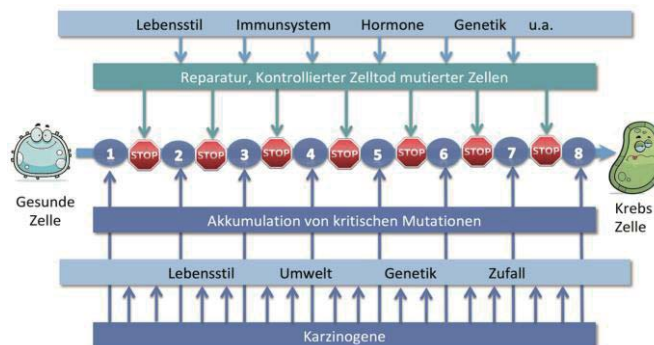 Lebensstil Immunsystem Hormone Genetik u.a.
Reparatur, Kontrollierter Zelltod mutierter Zellen
1 STOP 2 STOP 3 STOP 4 STOP 5 STOP 6 STOP 7 STOP 8
Gesunde
Zelle
Krebs
Zelle
Akkumulation von kritischen Mutationen
Lebensstil Umwelt Genetik Zufall
Karzinogene